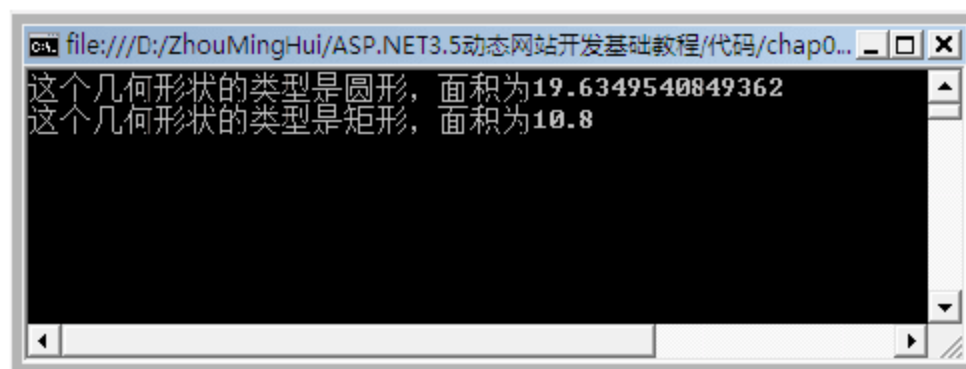 file:///D:/ZhouMingHui/ASP.NET3.5动态网站开发基础教程/代码/chap0...
这个几何形状的类型是圆形，面积为19.6349540849362
这个几何形状的类型是矩形，面积为10.8